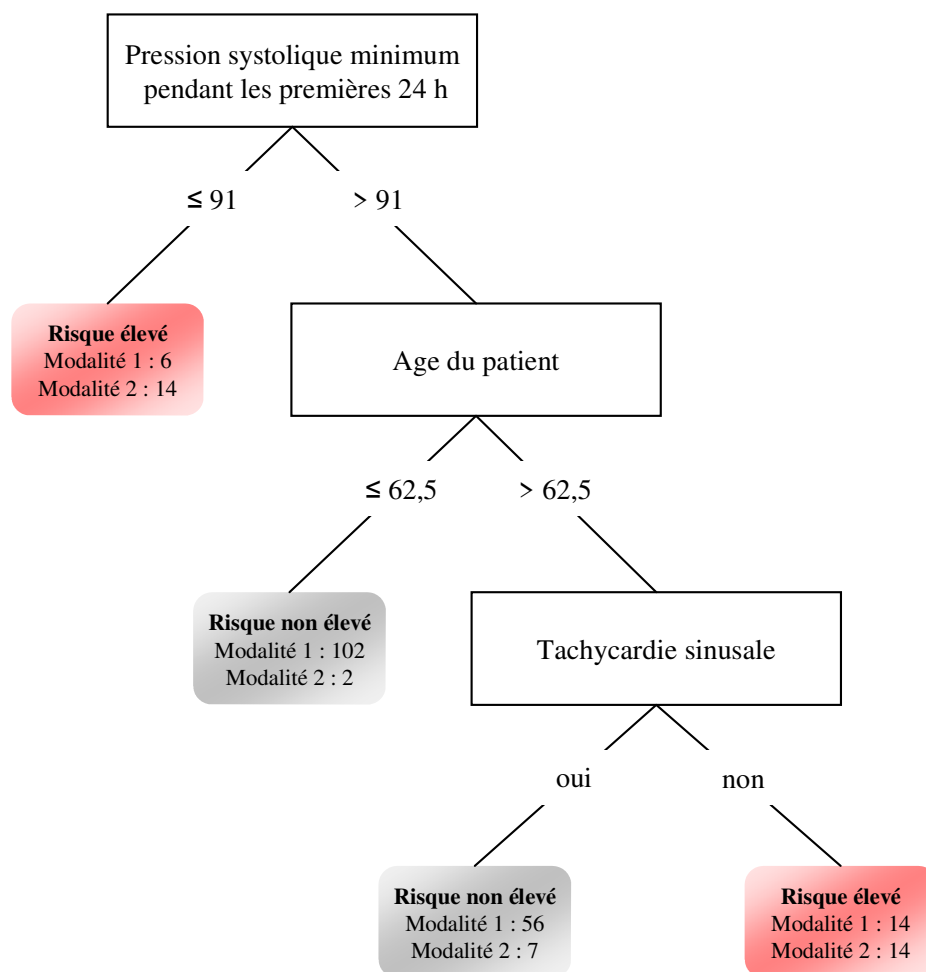 Pression systolique minimum
pendant les premières 24 h
≤ 91
> 91
Risque élevé
Modalité 1 : 6
Modalité 2 : 14
Age du patient
≤ 62,5
> 62,5
Risque non élevé
Modalité 1 : 102
Modalité 2 : 2
Tachycardie sinusale
oui
non
Risque non élevé
Modalité 1 : 56
Modalité 2 : 7
Risque élevé
Modalité 1 : 14
Modalité 2 : 14